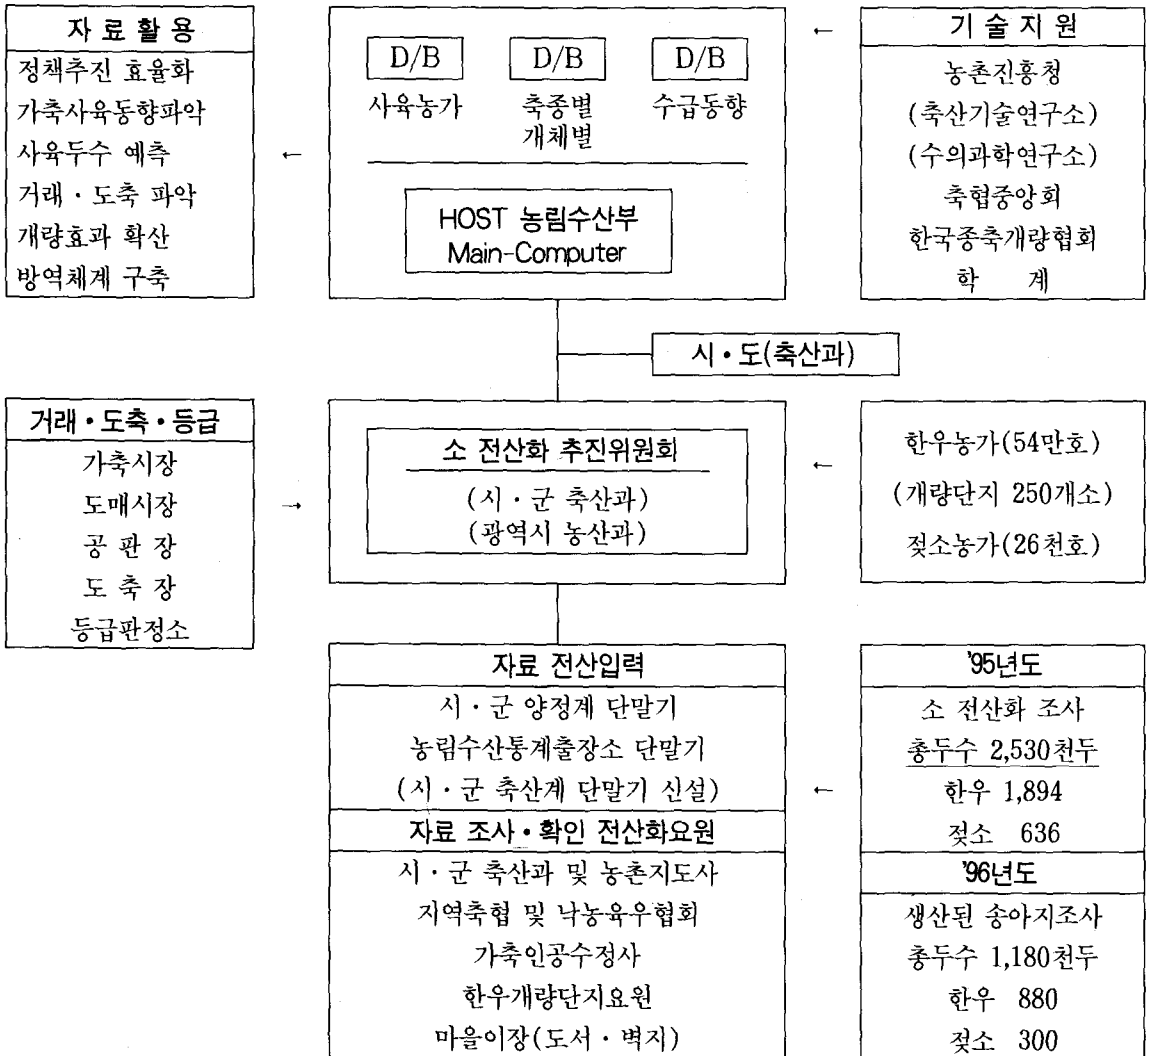 자료활용
정책추진 효율화
가축사육동향파악
사육두수 예측
거래·도축 파악
개량효과 확산
방역체계 구축
←
D/B D/B D/B
사육농가 축종별 수급동향
개체별
HOST 농림수산부
Main-Computer
←
기술지원
농촌진흥청
(축산기술연구소)
(수의과학연구소)
축협중앙회
한국종축개량협회
학 계
시·도(축산과)
거래·도축·등급
가축시장
도매시장
공 판 장
도 축 장
등급판정소
→
소 전산화 추진위원회
(시·군 축산과)
(광역시 농산과)
←
한우농가(54만호)
(개량단지 250개소)
젖소농가(26천호)
자료 전산입력
시·군 양정계 단말기
농림수산통계출장소 단말기
(시·군 축산계 단말기 신설)
자료 조사·확인 전산화요원
시·군 축산과 및 농촌지도사
지역축협 및 낙농육우협회
가축인공수정사
한우개량단지요원
마을이장(도서·벽지)
←
'95년도
소 전산화 조사
총두수 2,530천두
한우 1,894
젖소 636
'96년도
생산된 송아지조사
총두수 1,180천두
한우 880
젖소 300